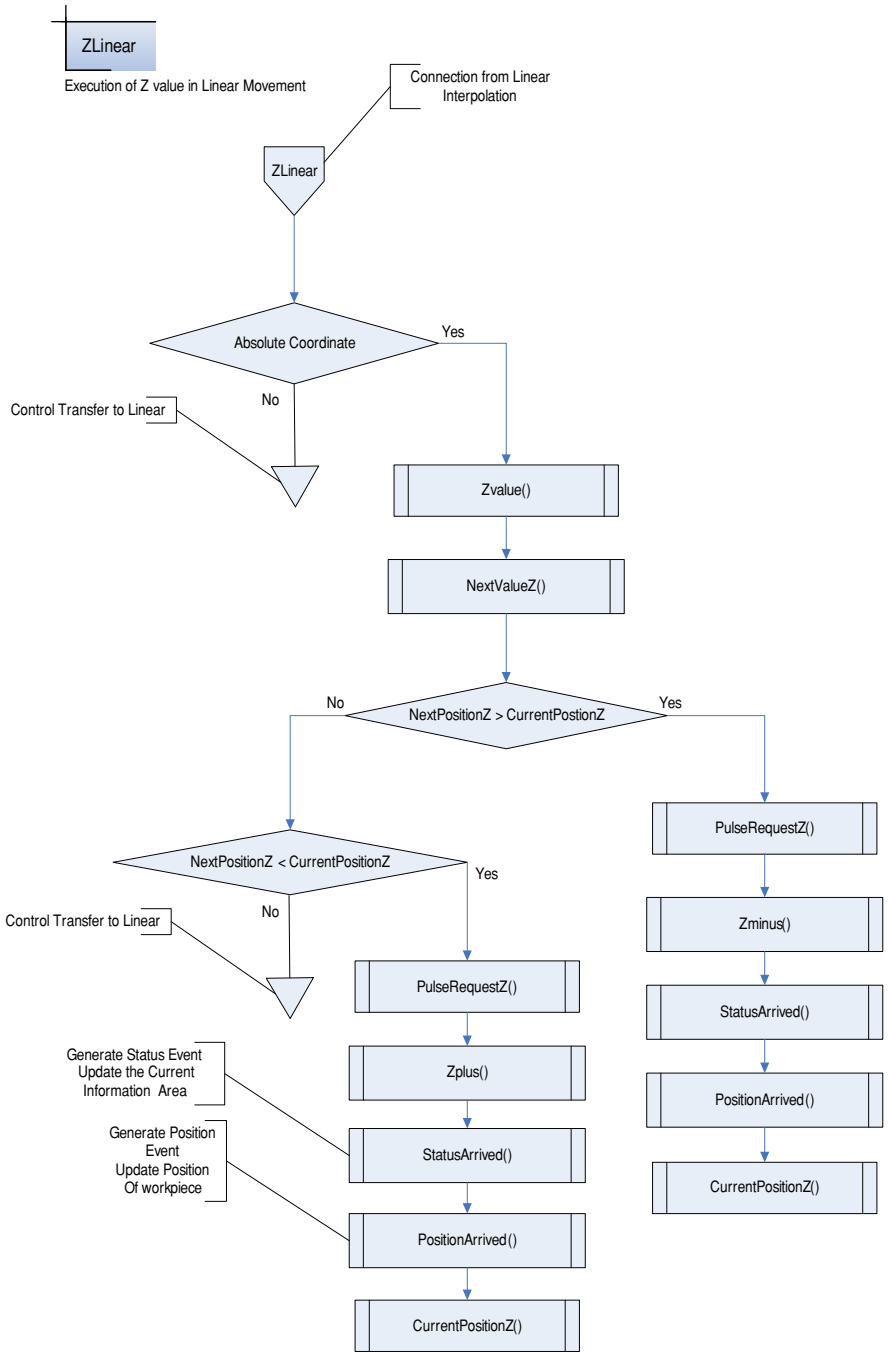 ZLinear
Execution of Z value in Linear Movement
Connection from Linear
Interpolation
ZLinear
Absolute Coordinate
Yes
No
Control Transfer to Linear
Zvalue()
NextValueZ()
NextPositionZ > CurrentPostionZ
No
Yes
PulseRequestZ()
Zminus()
StatusArrived()
PositionArrived()
CurrentPositionZ()
NextPositionZ < CurrentPositionZ
Yes
No
Control Transfer to Linear
PulseRequestZ()
Zplus()
Generate Status Event
Update the Current
Information Area
StatusArrived()
Generate Position
Event
Update Position
Of workpiece
PositionArrived()
CurrentPositionZ()